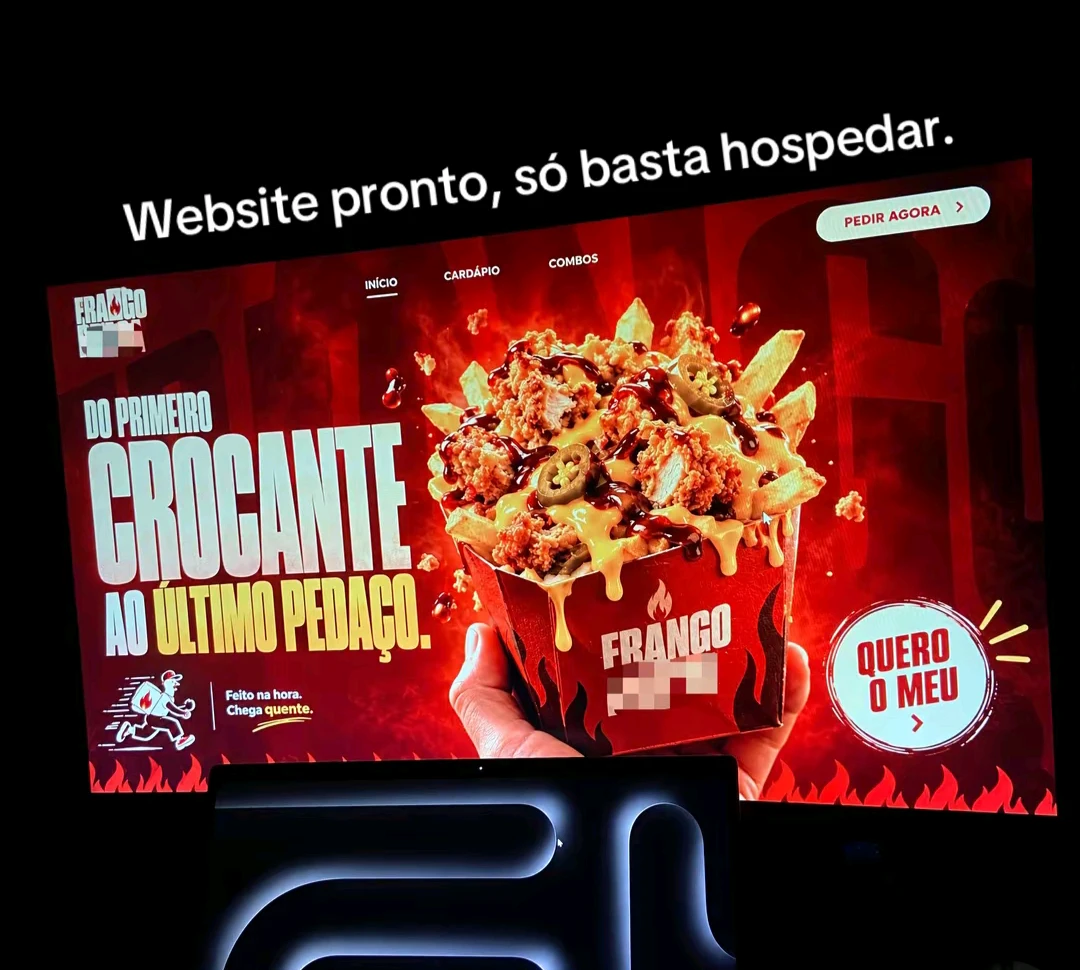 Website pronto, só basta hospedar.
PEDIR AGORA
INÍCIO
CARDÁPIO
COMBOS
FRANGO
DO PRIMEIRO
CROCANTE
AO ÚLTIMO PEDAÇO.
Feito na hora.
Chega quente.
FRANGO
QUERO
O MEU